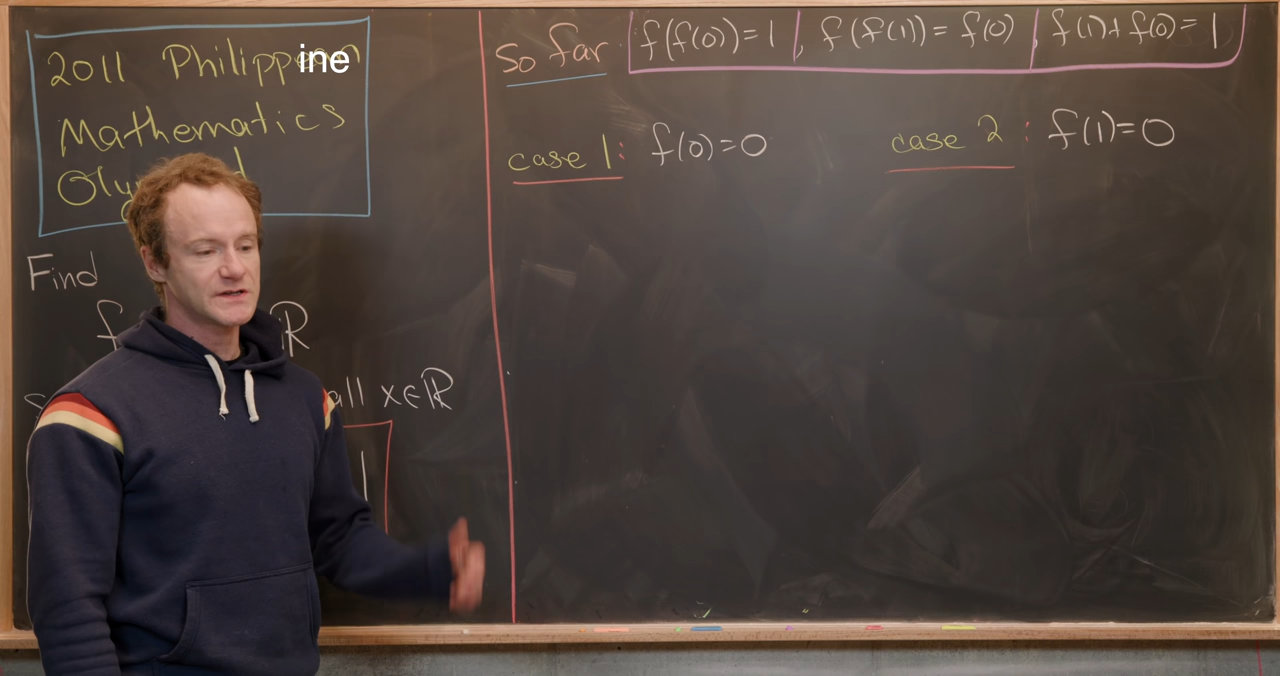 2011 Philippine
Mathematics
Find
f R
all x∈R
1
So far f(f(0))=1, f(f(1))=f(0), f(1)+f(0)=1
case 1: f(0)=0
case 2: f(1)=0